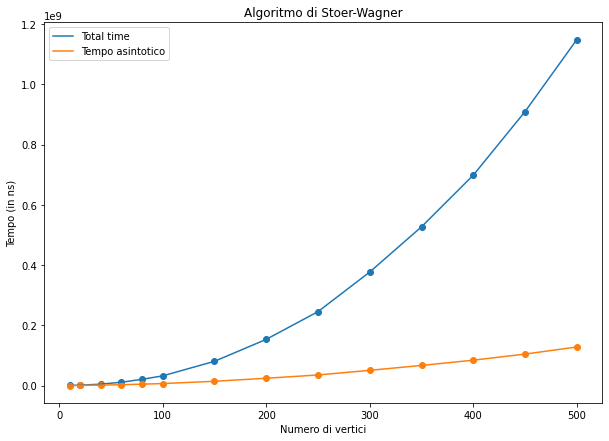 Algoritmo di Stoer-Wagner
1e9
Total time
Tempo asintotico
1.2
1.0
0.8
0.6
0.4
0.2
0.0
Tempo (in ns)
0 100 200 300 400 500
Numero di vertici